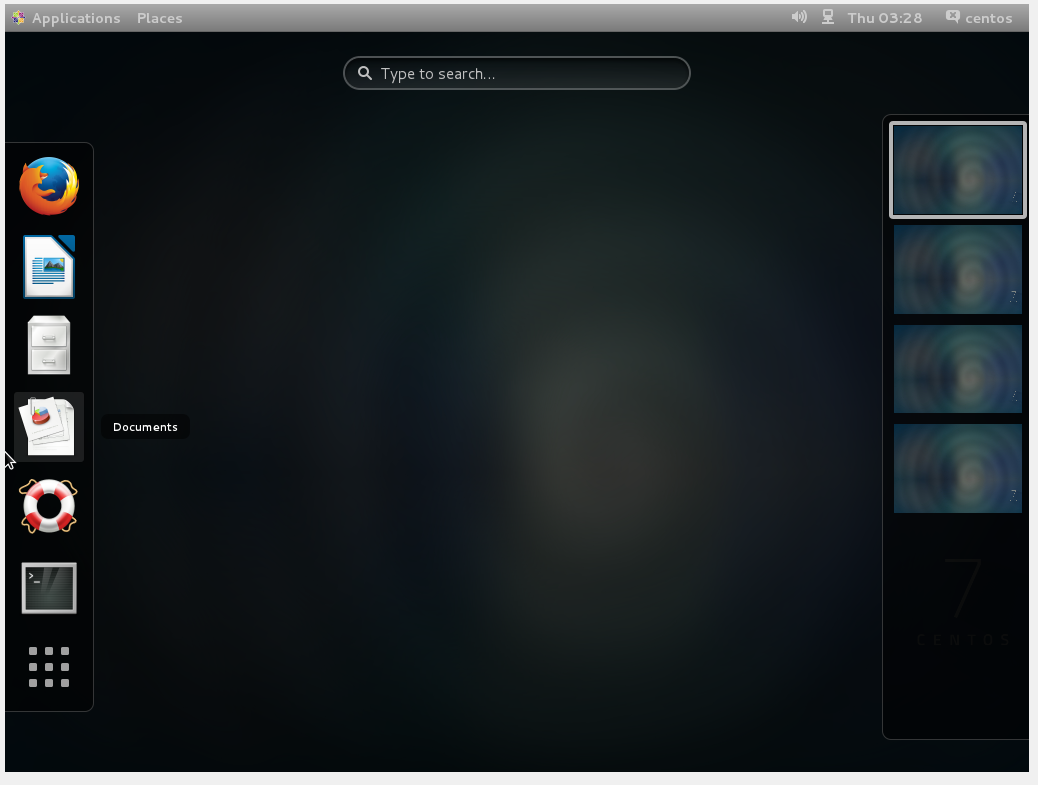 Applications Places Thu 03:28 centos
Type to search...
Documents
>_
7
CENTOS